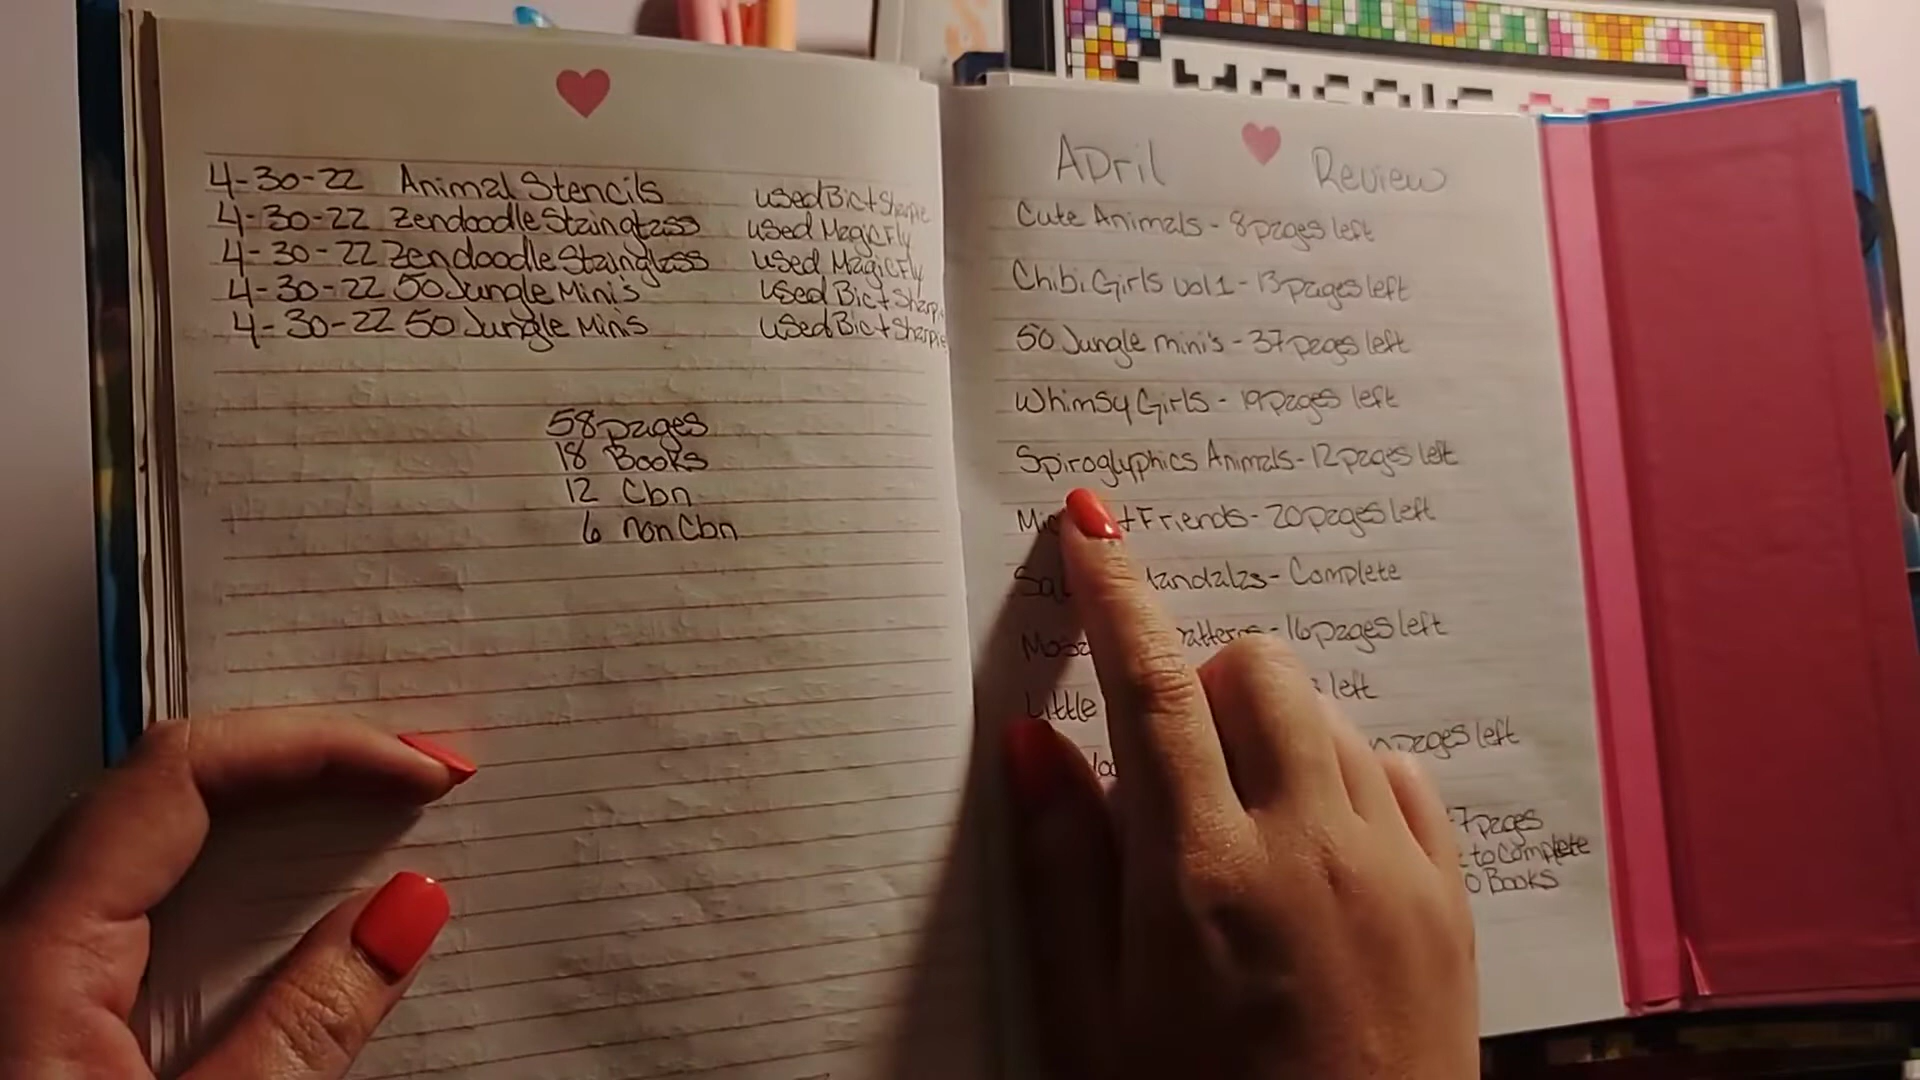 4-30-22 Animal Stencils used Bic + Sharpie
4-30-22 Zendoodle Stainglass used Magicfly
4-30-22 Zendoodle Stainglass used Magicfly
4-30-22 50 Jungle Mini's used Bic + Sharpie
4-30-22 50 Jungle Minis used Bic + Sharpie
58 pages
18 Books
12 Cbn
6 non Cbn
April Review
Cute Animals - 8 pages left
Chibi Girls vol 1 - 13 pages left
50 Jungle mini's - 37 pages left
Whimsy Girls - 19 pages left
Spiroglyphics Animals - 12 pages left
+ Friends - 20 pages left
Mandalas - Complete
- 16 pages left
Little left
pages left
7 pages
to Complete
Books
MOSAIC